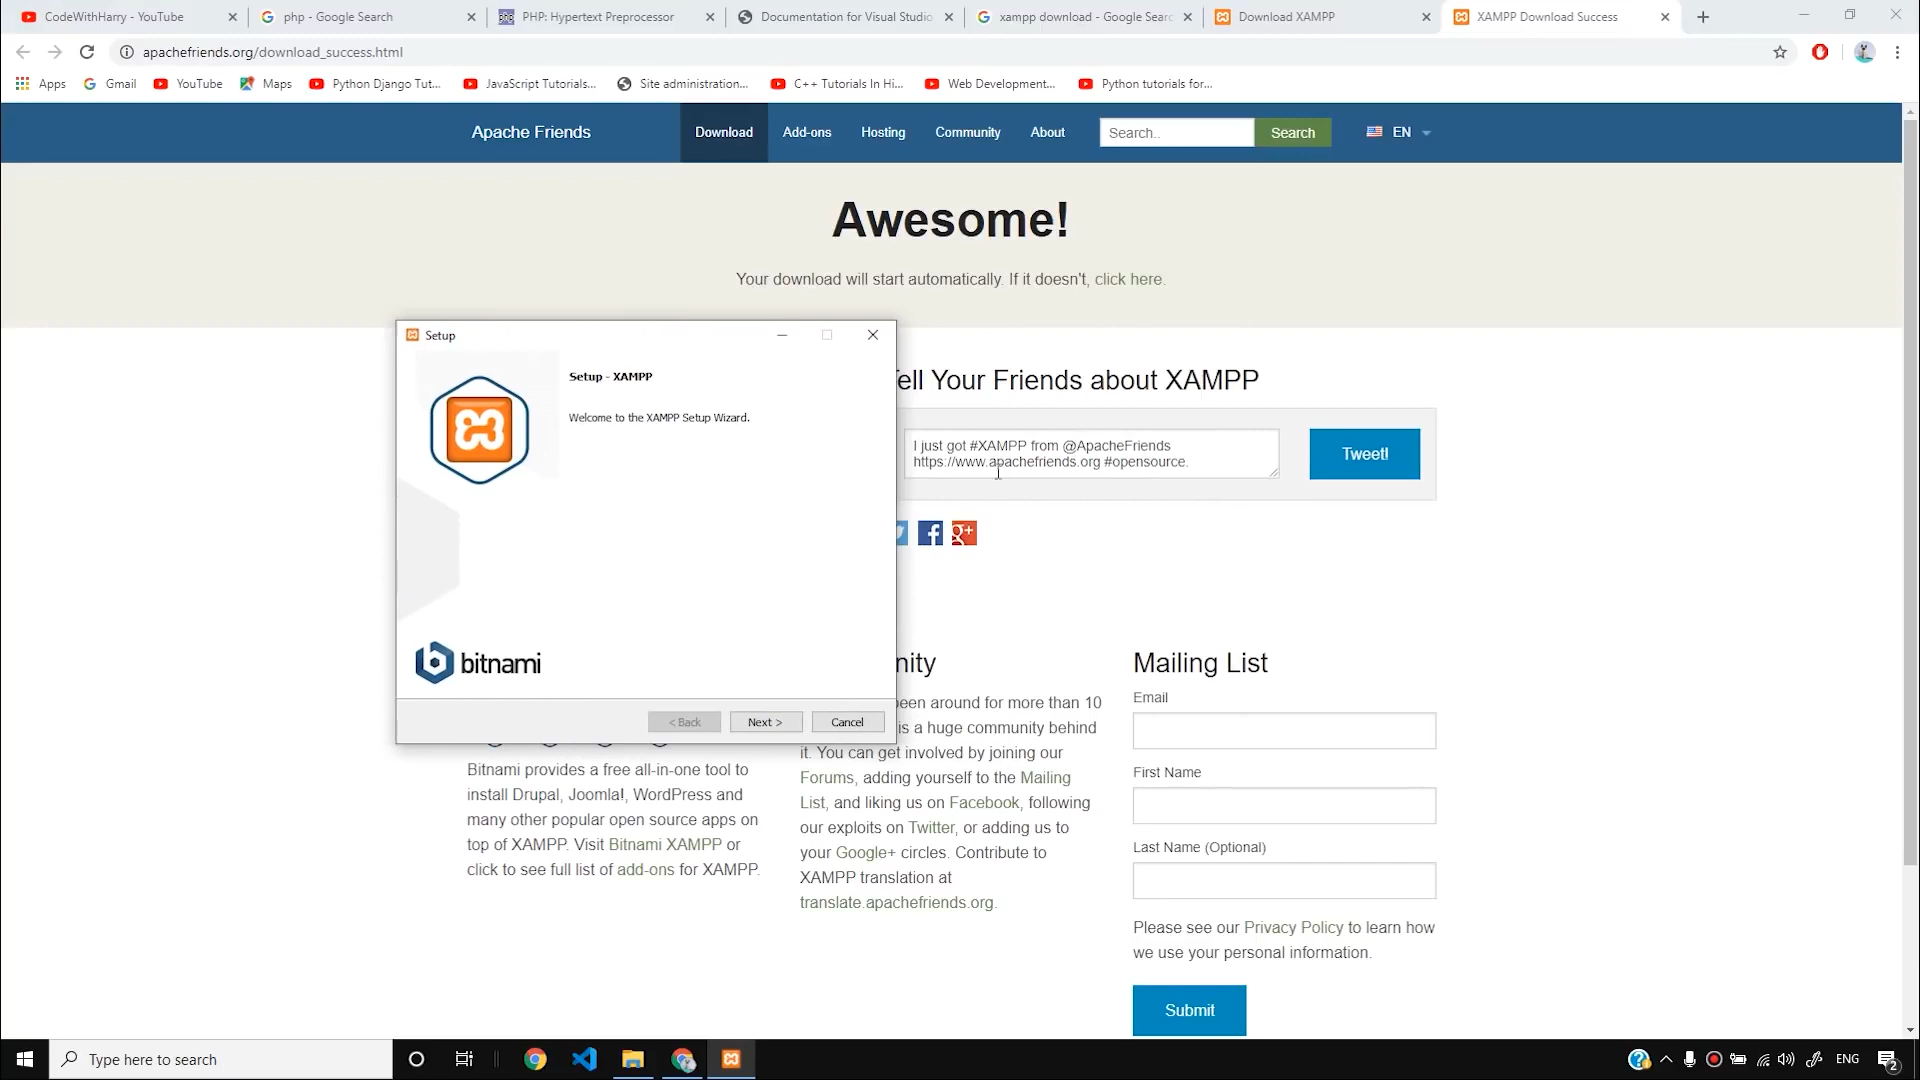 CodeWithHarry - YouTube
php - Google Search
PHP: Hypertext Preprocessor
Documentation for Visual Studio
xampp download - Google Searc
Download XAMPP
XAMPP Download Success
apachefriends.org/download_success.html
Apps
Gmail
YouTube
Maps
Python Django Tut...
JavaScript Tutorials...
Site administration...
C++ Tutorials In Hi...
Web Development...
Python tutorials for...
Apache Friends
Download
Add-ons
Hosting
Community
About
Search..
Search
EN
Awesome!
Your download will start automatically. If it doesn't, click here.
Setup
Setup - XAMPP
Welcome to the XAMPP Setup Wizard.
bitnami
< Back
Next >
Cancel
ell Your Friends about XAMPP
I just got #XAMPP from @ApacheFriends
https://www.apachefriends.org #opensource.
Tweet!
Bitnami provides a free all-in-one tool to
install Drupal, Joomla!, WordPress and
many other popular open source apps on
top of XAMPP. Visit Bitnami XAMPP or
click to see full list of add-ons for XAMPP.
nity
been around for more than 10
is a huge community behind
it. You can get involved by joining our
Forums, adding yourself to the Mailing
List, and liking us on Facebook, following
our exploits on Twitter, or adding us to
your Google+ circles. Contribute to
XAMPP translation at
translate.apachefriends.org.
Mailing List
Email
First Name
Last Name (Optional)
Please see our Privacy Policy to learn how
we use your personal information.
Submit
Type here to search
ENG
2